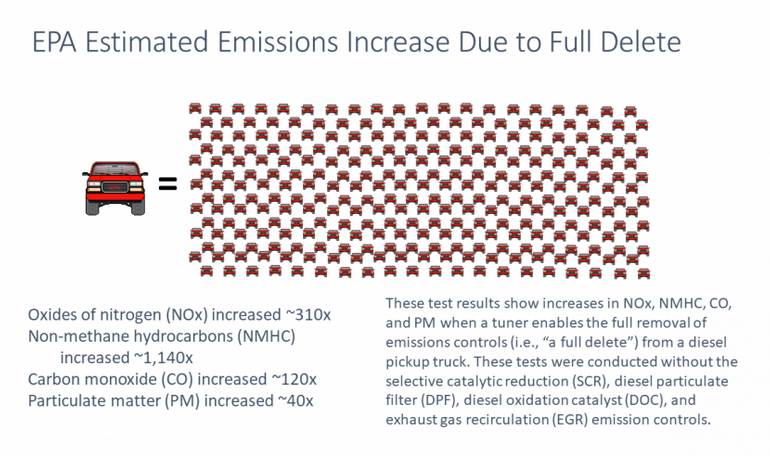 EPA Estimated Emissions Increase Due to Full Delete
=
Oxides of nitrogen (NOx) increased ~310x
Non-methane hydrocarbons (NMHC)
increased ~1,140x
Carbon monoxide (CO) increased ~120x
Particulate matter (PM) increased ~40x
These test results show increases in NOx, NMHC, CO,
and PM when a tuner enables the full removal of
emissions controls (i.e., “a full delete”) from a diesel
pickup truck. These tests were conducted without the
selective catalytic reduction (SCR), diesel particulate
filter (DPF), diesel oxidation catalyst (DOC), and
exhaust gas recirculation (EGR) emission controls.